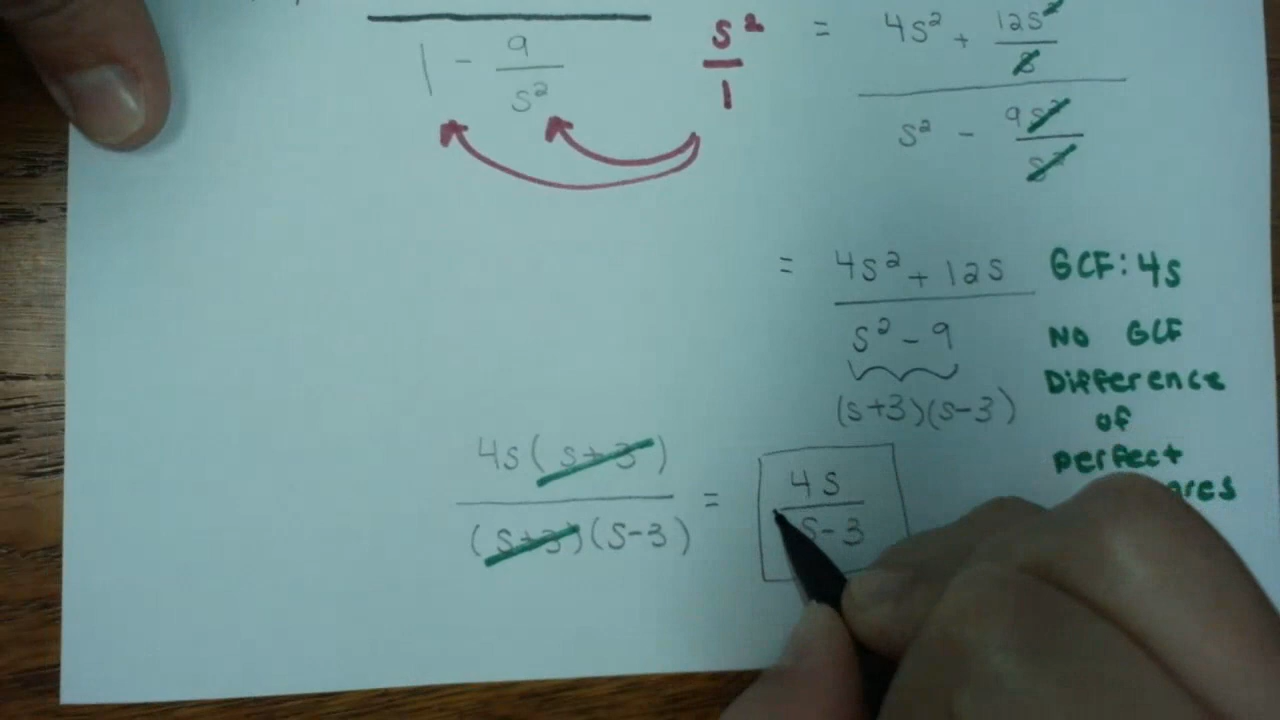 1 - 9/s² s²/1
= 4s² + 12s²/s
s² - 9s²/s²
= 4s² + 12s GCF: 4s
s² - 9 NO GCF
Difference
(s+3)(s-3) of
perfect
4s(s+3) = 4s
(s+3)(s-3) s-3